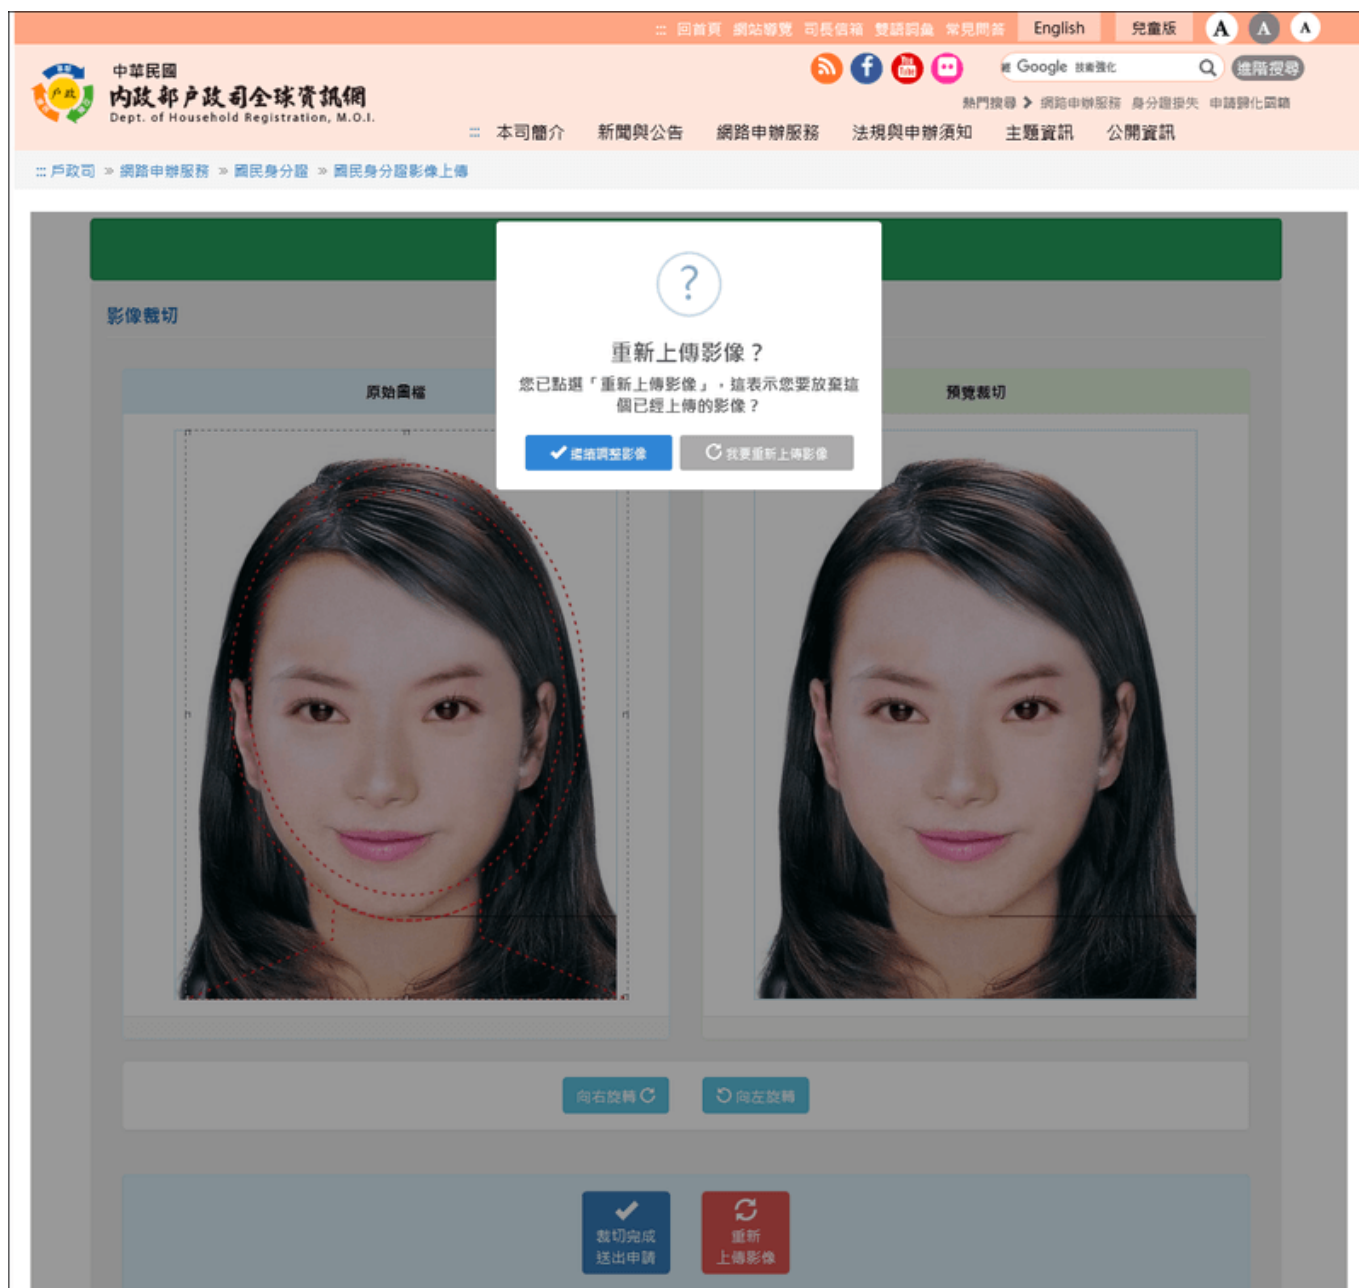 ::: 回首頁 網站導覽 司長信箱 雙語詞彙 常見問答 English 兒童版 A A A
中華民國
內政部戶政司全球資訊網
Dept. of Household Registration, M.O.I.
Google 技術強化 進階搜尋
熱門搜尋 網路申辦服務 身分證掛失 申請歸化國籍
::: 本司簡介 新聞與公告 網路申辦服務 法規與申辦須知 主題資訊 公開資訊
::: 戶政司 » 網路申辦服務 » 國民身分證 » 國民身分證影像上傳
?
重新上傳影像？
您已點選「重新上傳影像」，這表示您要放棄這
個已經上傳的影像？
繼續調整影像 我要重新上傳影像
影像裁切
原始圖檔 預覽裁切
向右旋轉 向左旋轉
裁切完成
送出申請
重新
上傳影像